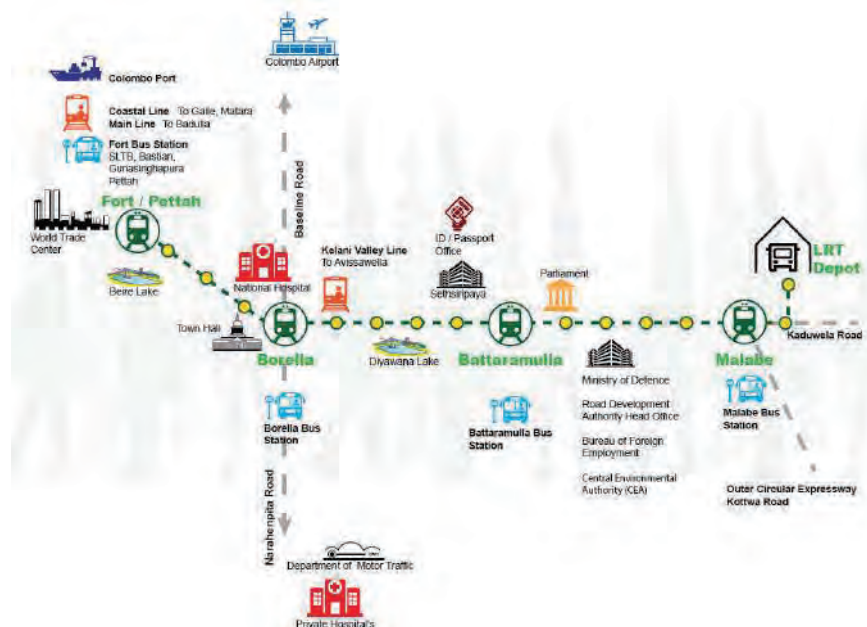 Colombo Airport
Colombo Port
Coastal Line To Galle, Matara
Main Line To Badulla
Fort Bus Station
SLTB, Bastian,
Gunasinghapura
Pettah
Baseline Road
Fort / Pettah
World Trade
Center
Beire Lake
National Hospital
Town Hall
Borella
Kelani Valley Line
To Avissawella
Diyawana Lake
ID / Passport
Office
Sethsiripaya
Battaramulla
Parliament
LRT
Depot
Kaduwela Road
Malabe
Ministry of Defence
Road Development
Authority Head Office
Bureau of Foreign
Employment
Central Environmental
Authority (CEA)
Malabe Bus
Station
Borella Bus
Station
Battaramulla Bus
Station
Outer Circular Expressway
Kottwa Road
Narahenpita Road
Department of Motor Traffic
Private Hospital's